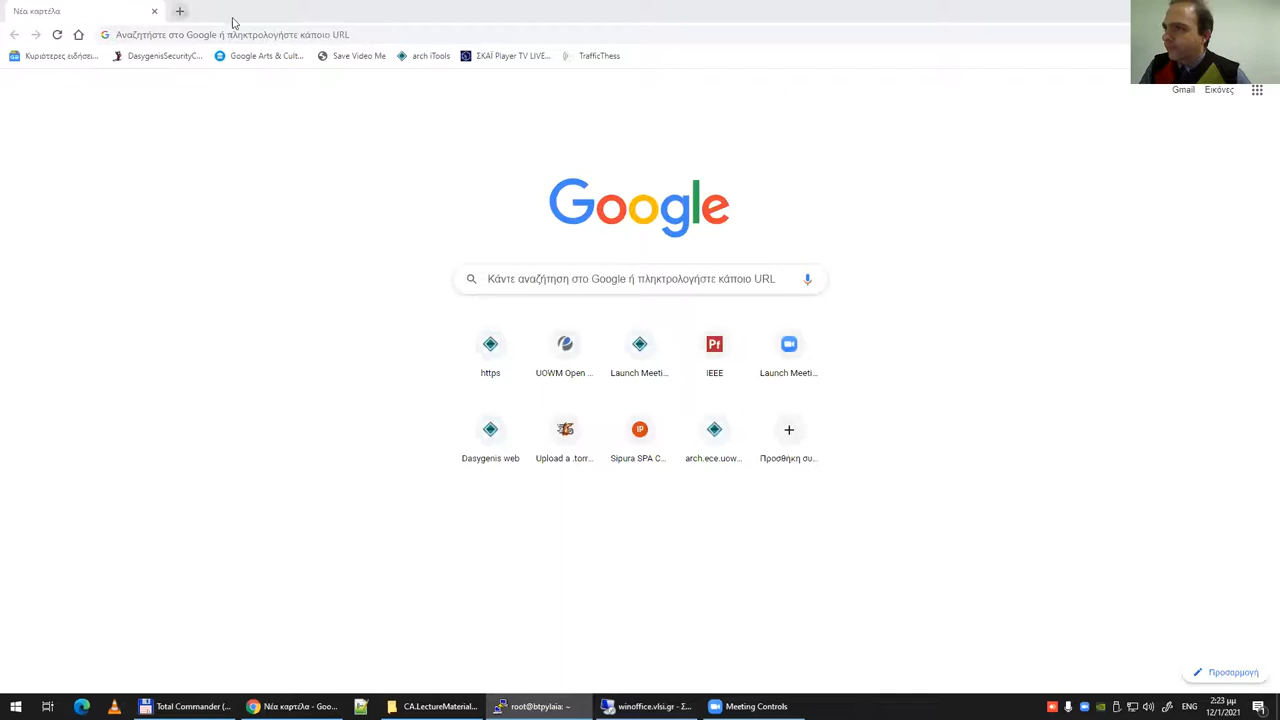 Νέα καρτέλα
Αναζητήστε στο Google ή πληκτρολογήστε κάποιο URL
Κυριότερες ειδήσει... DasygenisSecurityC... Google Arts & Cult... Save Video Me arch iTools ΣΚΑΪ Player TV LIVE... TrafficThess
Gmail Εικόνες
Google
Κάντε αναζήτηση στο Google ή πληκτρολογήστε κάποιο URL
https UOWM Open ... Launch Meeti... IEEE Launch Meeti...
Dasygenis web Upload a .torr... Sipura SPA C... arch.ece.uow... Προσθήκη συ...
Προσαρμογή
Total Commander (... Νέα καρτέλα - Goo... CA.LectureMaterial... root@btpylaia: ~ winoffice.vlsi.gr - Σ... Meeting Controls ENG 2:23 μμ
12/1/2021